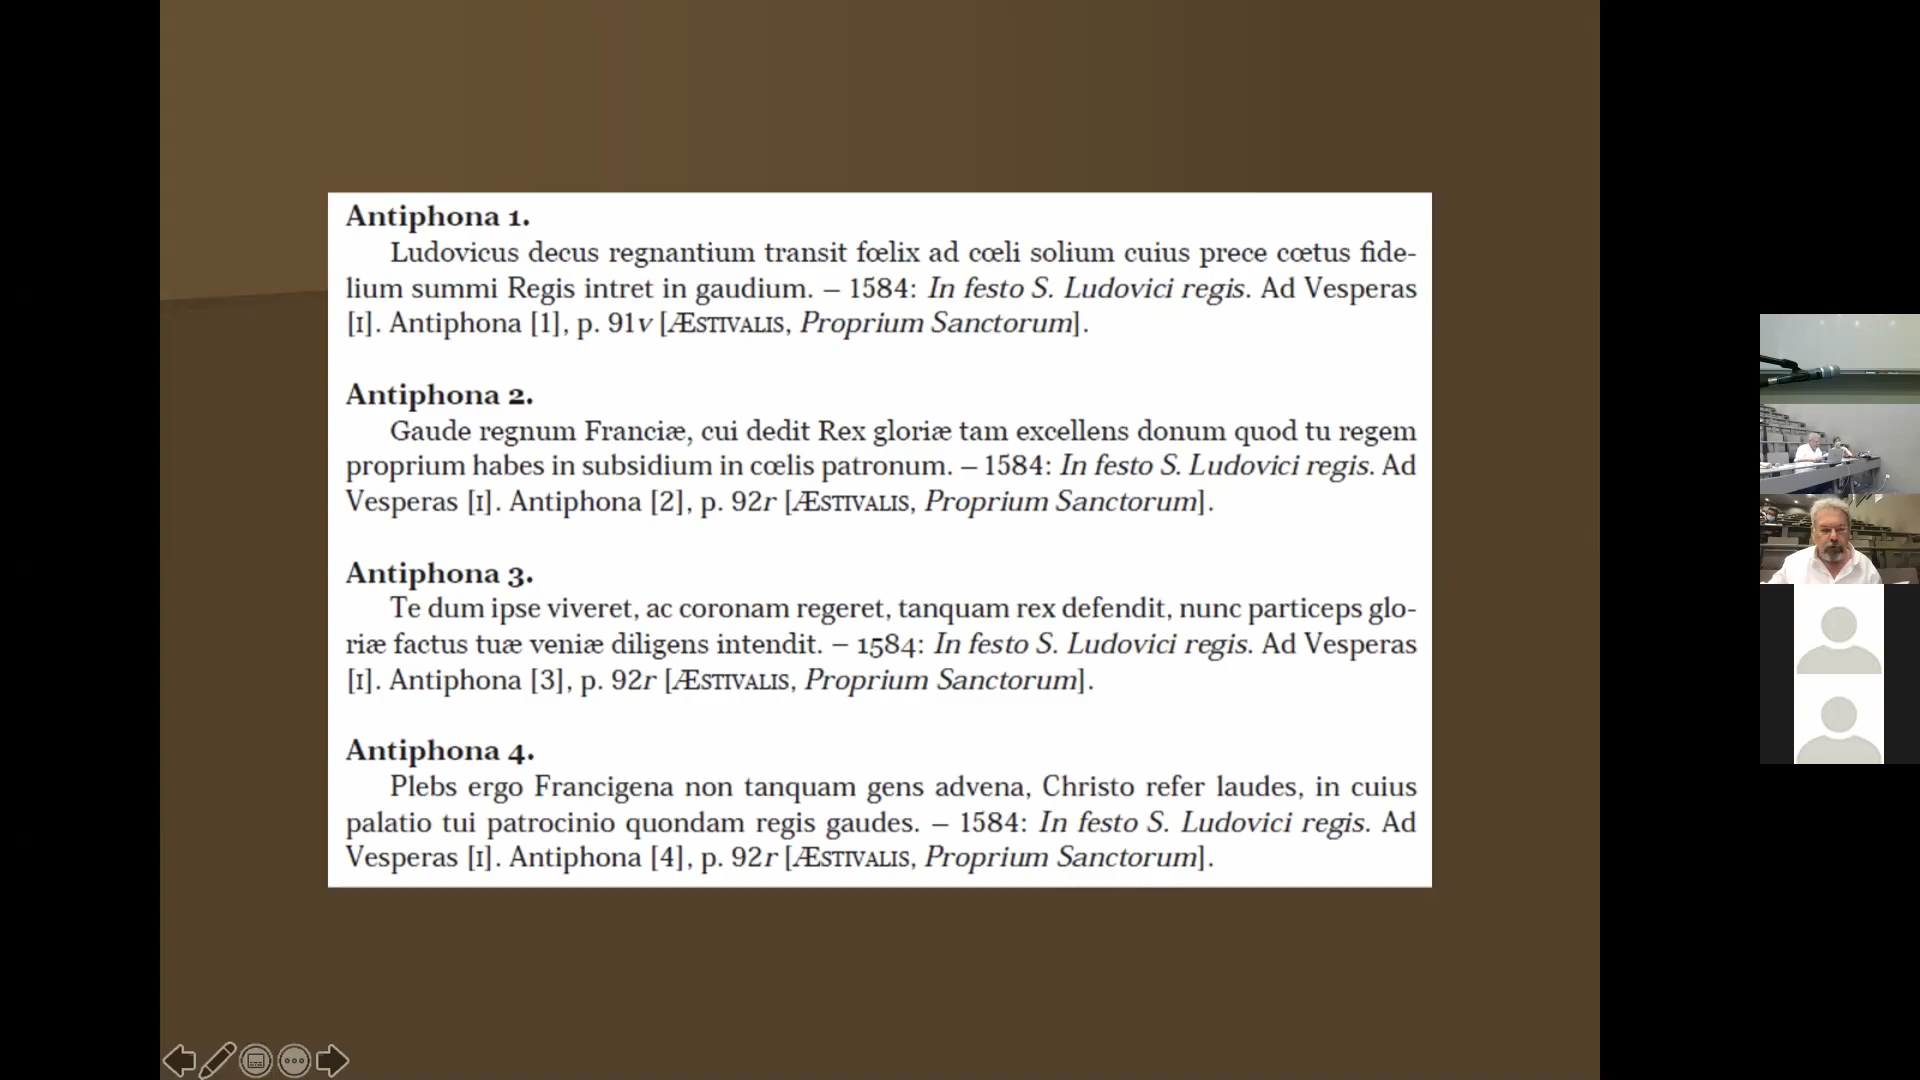 Antiphona 1.
Ludovicus decus regnantium transit fœlix ad cœli solium cuius prece cœtus fide-
lium summi Regis intret in gaudium. – 1584: In festo S. Ludovici regis. Ad Vesperas
[I]. Antiphona [1], p. 91v [ÆSTIVALIS, Proprium Sanctorum].
Antiphona 2.
Gaude regnum Franciæ, cui dedit Rex gloriæ tam excellens donum quod tu regem
proprium habes in subsidium in cœlis patronum. – 1584: In festo S. Ludovici regis. Ad
Vesperas [I]. Antiphona [2], p. 92r [ÆSTIVALIS, Proprium Sanctorum].
Antiphona 3.
Te dum ipse viveret, ac coronam regeret, tanquam rex defendit, nunc particeps glo-
riæ factus tuæ veniæ diligens intendit. – 1584: In festo S. Ludovici regis. Ad Vesperas
[I]. Antiphona [3], p. 92r [ÆSTIVALIS, Proprium Sanctorum].
Antiphona 4.
Plebs ergo Francigena non tanquam gens advena, Christo refer laudes, in cuius
palatio tui patrocinio quondam regis gaudes. – 1584: In festo S. Ludovici regis. Ad
Vesperas [I]. Antiphona [4], p. 92r [ÆSTIVALIS, Proprium Sanctorum].